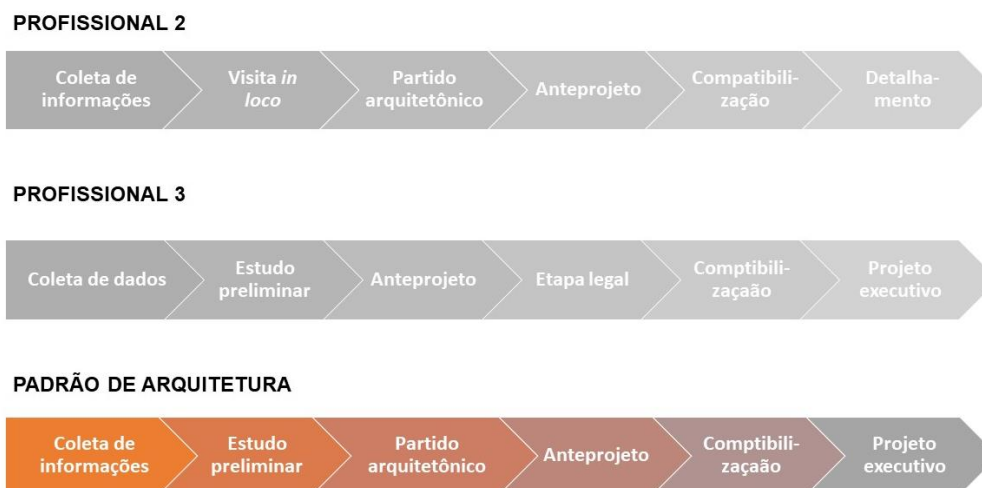 PROFISSIONAL 2
Coleta de
informações
Visita in
loco
Partido
arquitetônico
Anteprojeto
Compatibili-
zação
Detalha-
mento
PROFISSIONAL 3
Coleta de dados
Estudo
preliminar
Anteprojeto
Etapa legal
Comptibili-
zaçaão
Projeto
executivo
PADRÃO DE ARQUITETURA
Coleta de
informações
Estudo
preliminar
Partido
arquitetônico
Anteprojeto
Comptibili-
zaçaão
Projeto
executivo